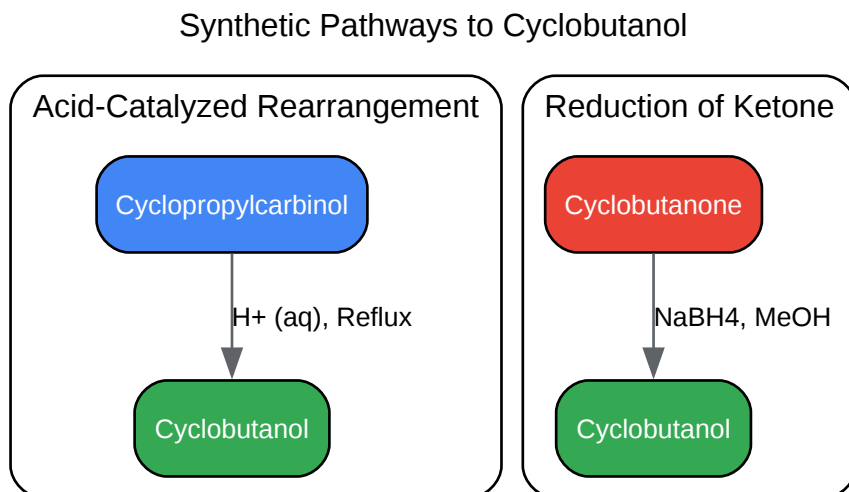 Synthetic Pathways to Cyclobutanol
Acid-Catalyzed Rearrangement
Cyclopropylcarbinol
H+ (aq), Reflux
Cyclobutanol
Reduction of Ketone
Cyclobutanone
NaBH4, MeOH
Cyclobutanol